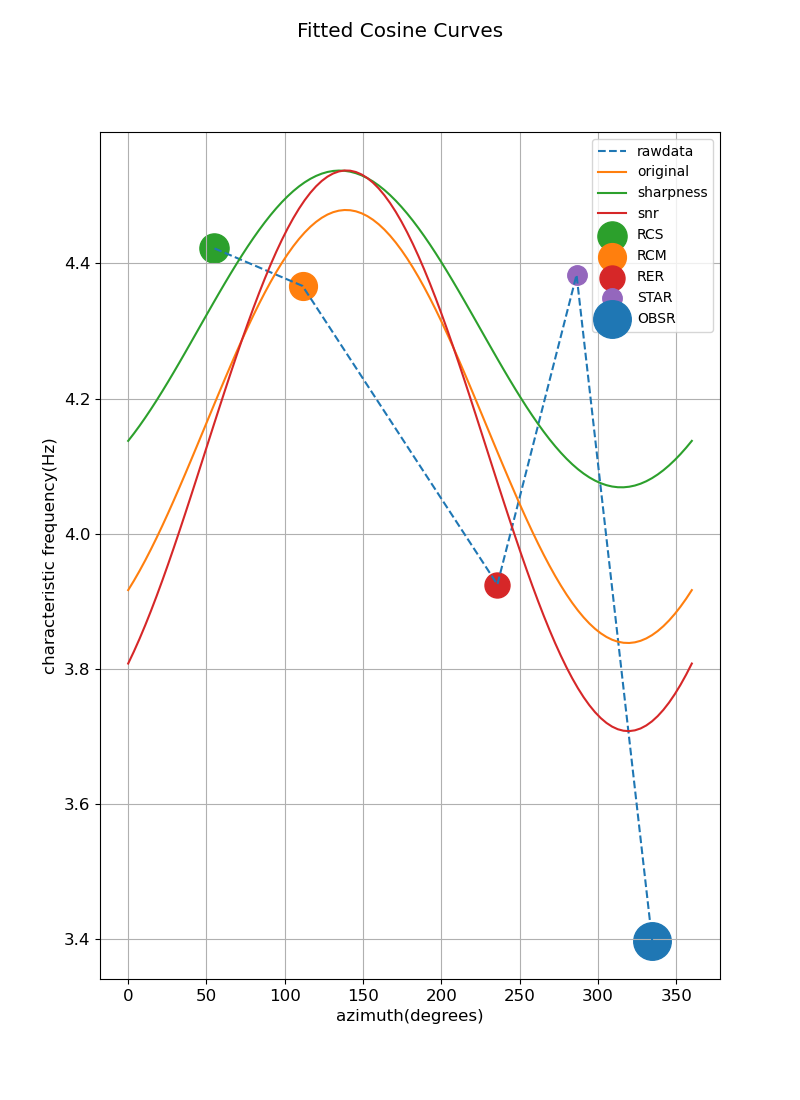 Fitted Cosine Curves
rawdata
original
sharpness
snr
RCS
RCM
RER
STAR
OBSR
characteristic frequency(Hz)
4.4
4.2
4.0
3.8
3.6
3.4
0 50 100 150 200 250 300 350
azimuth(degrees)